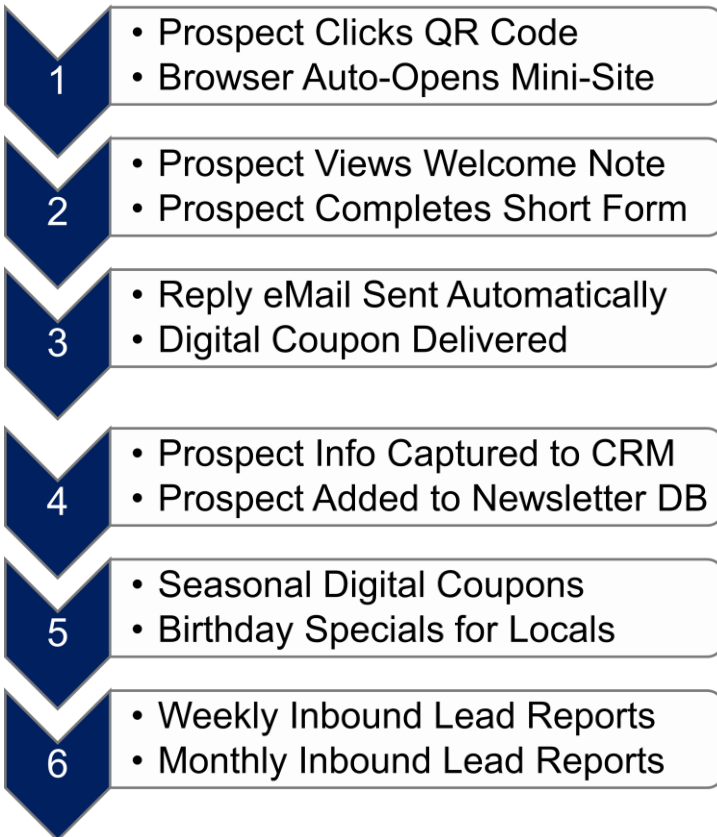 1
• Prospect Clicks QR Code
• Browser Auto-Opens Mini-Site
2
• Prospect Views Welcome Note
• Prospect Completes Short Form
3
• Reply eMail Sent Automatically
• Digital Coupon Delivered
4
• Prospect Info Captured to CRM
• Prospect Added to Newsletter DB
5
• Seasonal Digital Coupons
• Birthday Specials for Locals
6
• Weekly Inbound Lead Reports
• Monthly Inbound Lead Reports